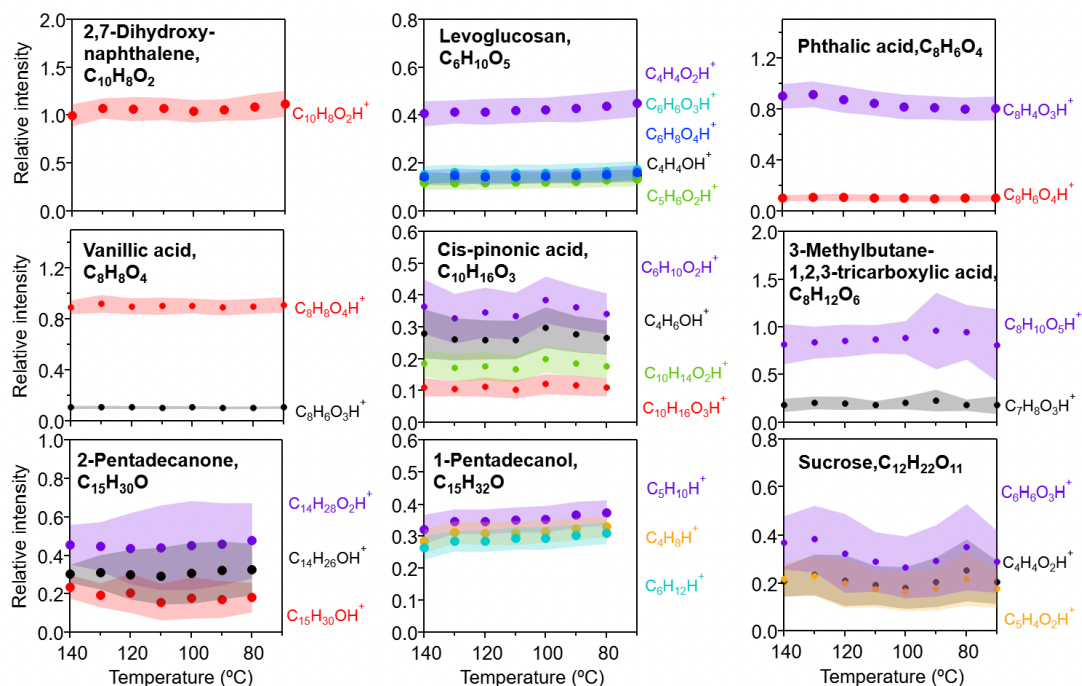 2,7-Dihydroxy-
naphthalene,
C₁₀H₈O₂
C₁₀H₈O₂H⁺
Relative intensity
2.0
1.5
1.0
0.5
0.0
Levoglucosan,
C₆H₁₀O₅
C₄H₄O₂H⁺
C₆H₆O₃H⁺
C₆H₈O₄H⁺
C₄H₄OH⁺
C₅H₆O₂H⁺
0.8
0.6
0.4
0.2
0.0
Phthalic acid,C₈H₆O₄
C₈H₄O₃H⁺
C₈H₆O₄H⁺
1.2
0.8
0.4
0.0
Vanillic acid,
C₈H₈O₄
C₈H₈O₄H⁺
C₈H₆O₃H⁺
Relative intensity
1.2
0.8
0.4
0.0
Cis-pinonic acid,
C₁₀H₁₆O₃
C₆H₁₀O₂H⁺
C₄H₆OH⁺
C₁₀H₁₄O₂H⁺
C₁₀H₁₆O₃H⁺
0.6
0.5
0.4
0.3
0.2
0.1
0.0
3-Methylbutane-
1,2,3-tricarboxylic acid,
C₈H₁₂O₆
C₈H₁₀O₅H⁺
C₇H₈O₃H⁺
2.0
1.5
1.0
0.5
0.0
2-Pentadecanone,
C₁₅H₃₀O
C₁₄H₂₈O₂H⁺
C₁₄H₂₆OH⁺
C₁₅H₃₀OH⁺
Relative intensity
1.0
0.8
0.6
0.4
0.2
0.0
140 120 100 80
Temperature (ºC)
1-Pentadecanol,
C₁₅H₃₂O
C₅H₁₀H⁺
C₄H₈H⁺
C₆H₁₂H⁺
0.6
0.5
0.4
0.3
0.2
0.1
0.0
140 120 100 80
Temperature (ºC)
Sucrose,C₁₂H₂₂O₁₁
C₆H₆O₃H⁺
C₄H₄O₂H⁺
C₅H₄O₂H⁺
0.8
0.6
0.4
0.2
0.0
140 120 100 80
Temperature (ºC)